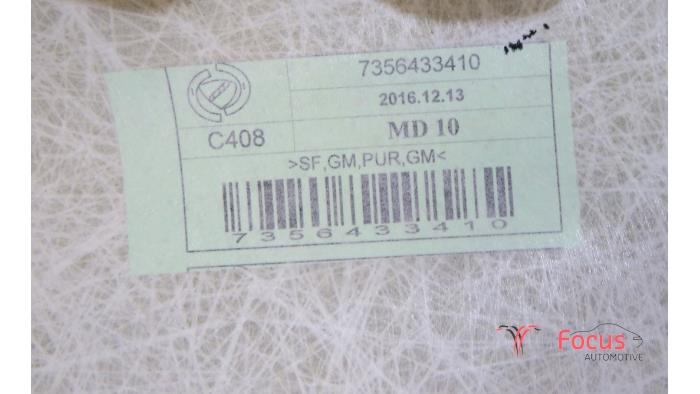 7356433410
2016.12.13
C408 MD 10
>SF,GM,PUR,GM<
7356433410
Focus
AUTOMOTIVE